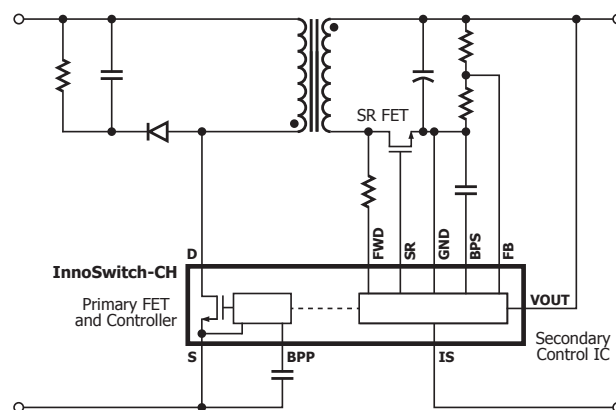 SR FET
FWD
SR
GND
BPS
FB
D
InnoSwitch-CH
VOUT
Primary FET
and Controller
Secondary
Control IC
S
BPP
IS